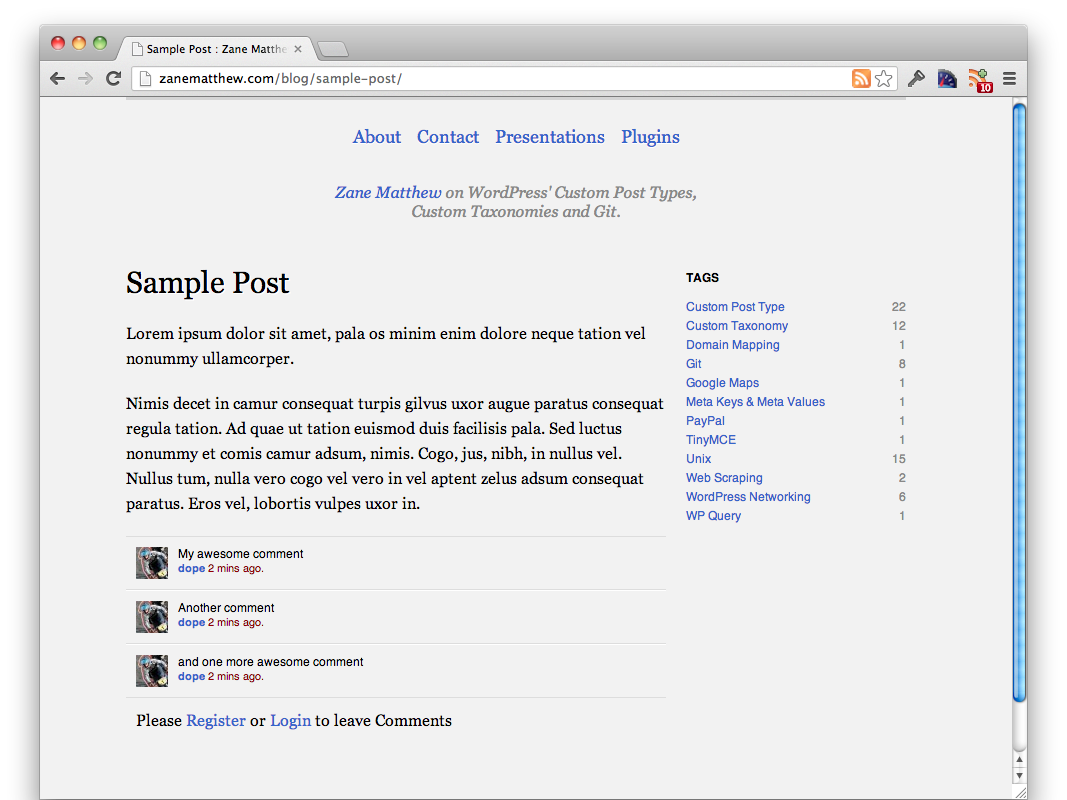 Sample Post : Zane Matthe
zanematthew.com/blog/sample-post/
10
About Contact Presentations Plugins
Zane Matthew on WordPress' Custom Post Types,
Custom Taxonomies and Git.
Sample Post
Lorem ipsum dolor sit amet, pala os minim enim dolore neque tation vel
nonummy ullamcorper.
Nimis decet in camur consequat turpis gilvus uxor augue paratus consequat
regula tation. Ad quae ut tation euismod duis facilisis pala. Sed luctus
nonummy et comis camur adsum, nimis. Cogo, jus, nibh, in nullus vel.
Nullus tum, nulla vero cogo vel vero in vel aptent zelus adsum consequat
paratus. Eros vel, lobortis vulpes uxor in.
My awesome comment
dope 2 mins ago.
Another comment
dope 2 mins ago.
and one more awesome comment
dope 2 mins ago.
Please Register or Login to leave Comments
TAGS
Custom Post Type 22
Custom Taxonomy 12
Domain Mapping 1
Git 8
Google Maps 1
Meta Keys & Meta Values 1
PayPal 1
TinyMCE 1
Unix 15
Web Scraping 2
WordPress Networking 6
WP Query 1